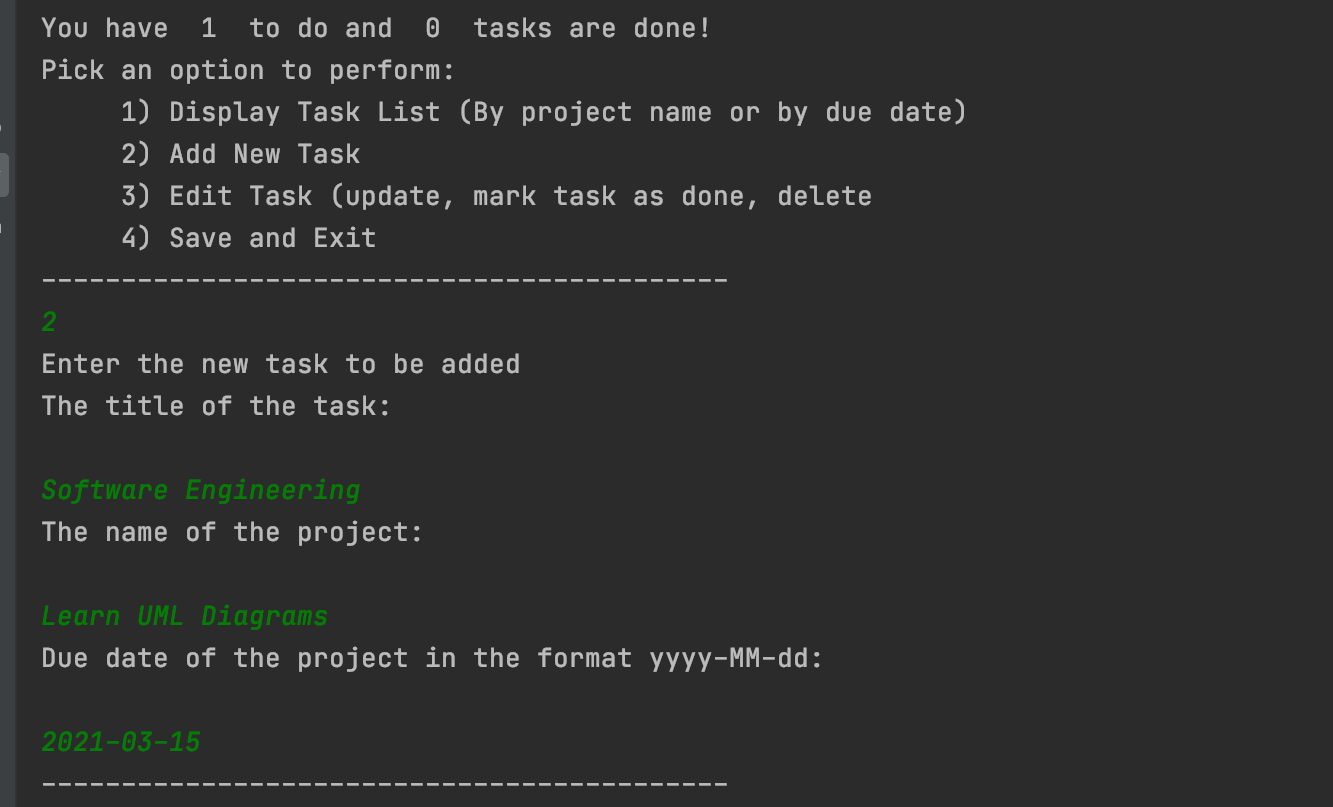 You have  1  to do and  0  tasks are done!
Pick an option to perform:
     1) Display Task List (By project name or by due date)
     2) Add New Task
     3) Edit Task (update, mark task as done, delete
     4) Save and Exit
-------------------------------------------
2
Enter the new task to be added
The title of the task:
Software Engineering
The name of the project:
Learn UML Diagrams
Due date of the project in the format yyyy-MM-dd:
2021-03-15
-------------------------------------------